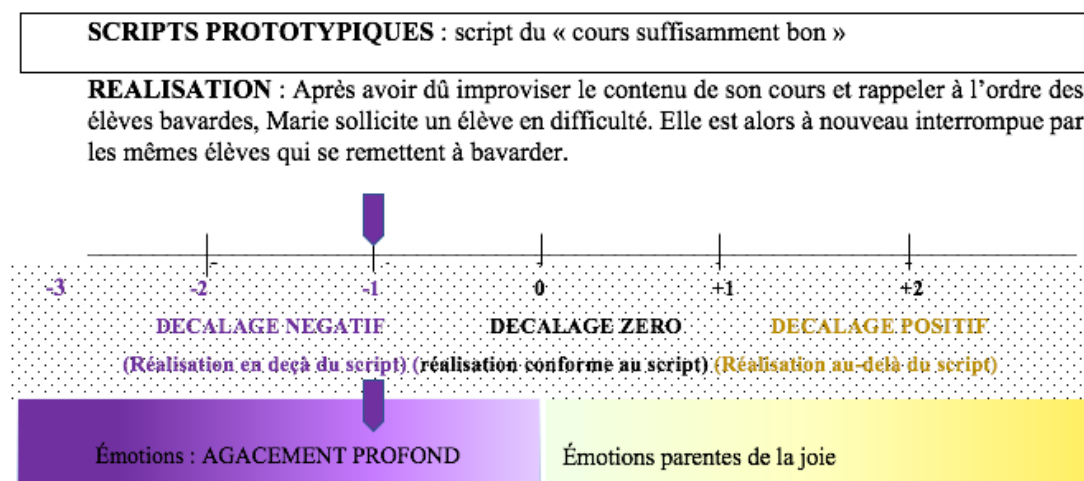 SCRIPTS PROTOTYPIQUES : script du « cours suffisamment bon »
REALISATION : Après avoir dû improviser le contenu de son cours et rappeler à l'ordre des
élèves bavardes, Marie sollicite un élève en difficulté. Elle est alors à nouveau interrompue par
les mêmes élèves qui se remettent à bavarder.
-3 -2 -1 0 +1 +2
DECALAGE NEGATIF DECALAGE ZERO DECALAGE POSITIF
(Réalisation en deçà du script) (réalisation conforme au script) (Réalisation au-delà du script)
Émotions : AGACEMENT PROFOND Émotions parentes de la joie